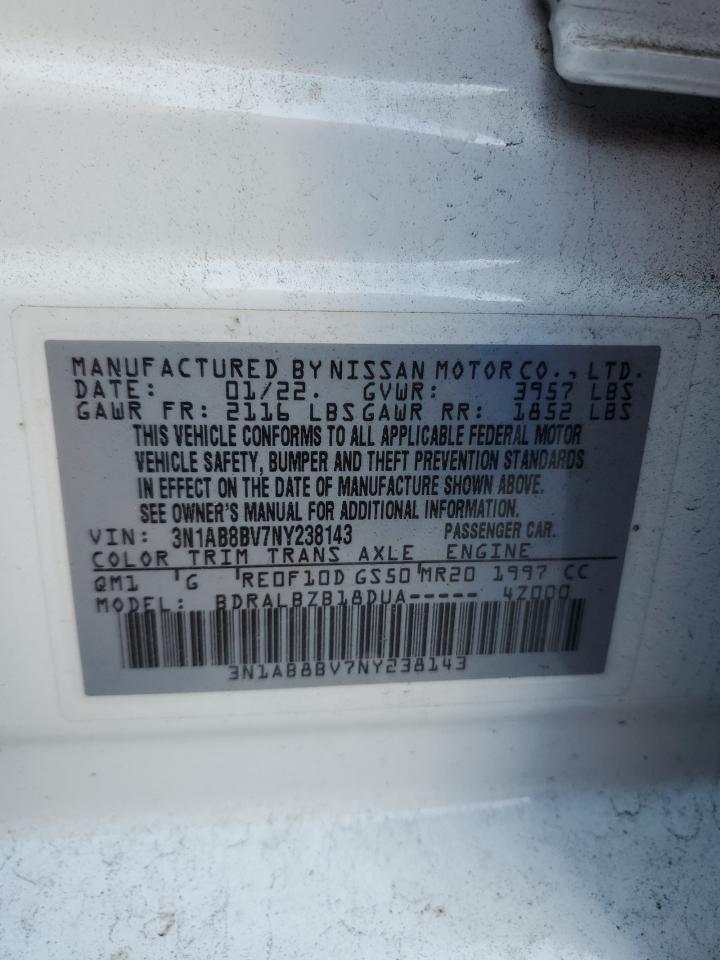 MANUFACTURED BY NISSAN MOTOR CO., LTD.
DATE: 01/22. GVWR: 3957 LBS
GAWR FR: 2116 LBS GAWR RR: 1852 LBS
THIS VEHICLE CONFORMS TO ALL APPLICABLE FEDERAL MOTOR
VEHICLE SAFETY, BUMPER AND THEFT PREVENTION STANDARDS
IN EFFECT ON THE DATE OF MANUFACTURE SHOWN ABOVE.
SEE OWNER'S MANUAL FOR ADDITIONAL INFORMATION.
VIN: 3N1AB8BV7NY238143 PASSENGER CAR.
COLOR TRIM TRANS AXLE ENGINE
QM1 G RE0F10D GS50 MR20 1997 CC
MODEL: BDRALBZB18DUA----- 4Z000
3N1AB8BV7NY238143